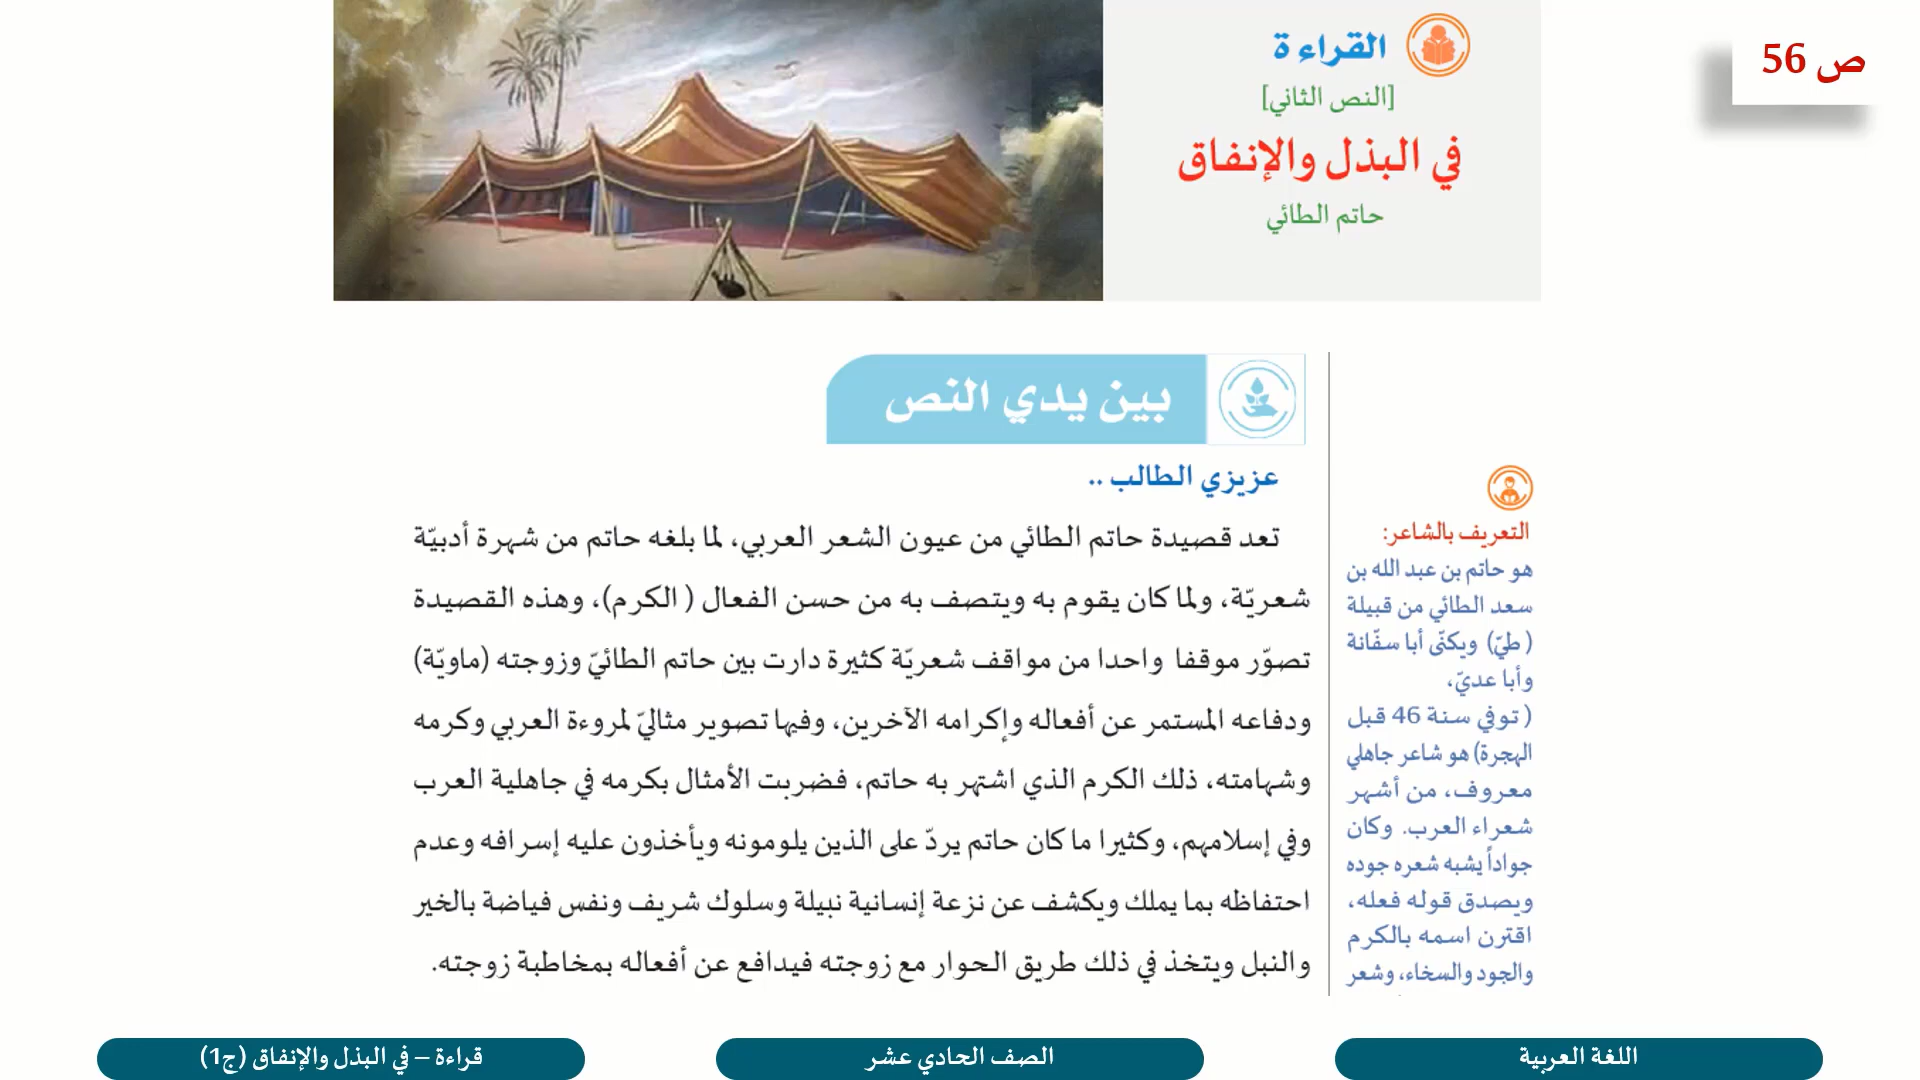 ص 56
القراءة
[النص الثاني]
في البذل والإنفاق
حاتم الطائي
بين يدي النص
عزيزي الطالب ..
تعد قصيدة حاتم الطائي من عيون الشعر العربي، لما بلغه حاتم من شهرة أدبيّة
شعريّة، ولما كان يقوم به ويتصف به من حسن الفعال ( الكرم)، وهذه القصيدة
تصوّر موقفا واحدا من مواقف شعريّة كثيرة دارت بين حاتم الطائيّ وزوجته (ماويّة)
ودفاعه المستمر عن أفعاله وإكرامه الآخرين، وفيها تصوير مثاليّ لمروءة العربي وكرمه
وشهامته، ذلك الكرم الذي اشتهر به حاتم، فضربت الأمثال بكرمه في جاهلية العرب
وفي إسلامهم، وكثيرا ما كان حاتم يردّ على الذين يلومونه ويأخذون عليه إسرافه وعدم
احتفاظه بما يملك ويكشف عن نزعة إنسانية نبيلة وسلوك شريف ونفس فياضة بالخير
والنبل ويتخذ في ذلك طريق الحوار مع زوجته فيدافع عن أفعاله بمخاطبة زوجته.
التعريف بالشاعر:
هو حاتم بن عبد الله بن
سعد الطائي من قبيلة
( طيّ) ويكنّى أبا سفّانة
وأبا عديّ،
( توفي سنة 46 قبل
الهجرة) هو شاعر جاهلي
معروف، من أشهر
شعراء العرب. وكان
جواداً يشبه شعره جوده
ويصدق قوله فعله،
اقترن اسمه بالكرم
والجود والسخاء، وشعر
اللغة العربية
الصف الحادي عشر
قراءة – في البذل والإنفاق (ج1)